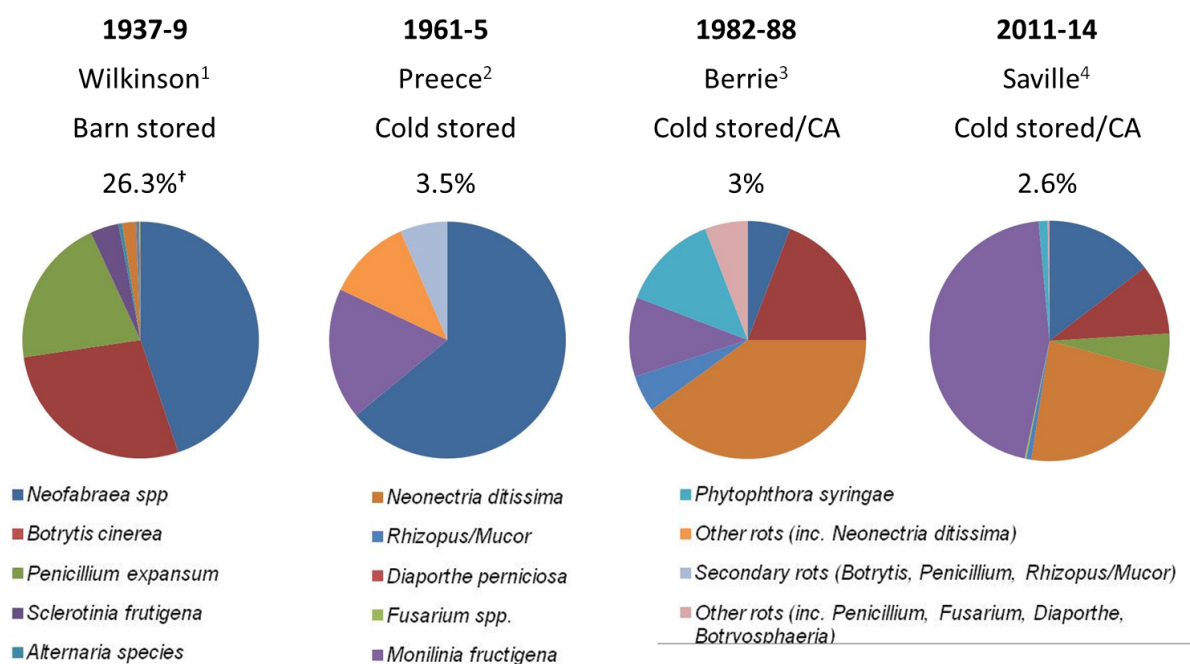 1937-9
Wilkinson¹
Barn stored
26.3%†
1961-5
Preece²
Cold stored
3.5%
1982-88
Berrie³
Cold stored/CA
3%
2011-14
Saville⁴
Cold stored/CA
2.6%
Neofabraea spp
Botrytis cinerea
Penicillium expansum
Sclerotinia frutigena
Alternaria species
Neonectria ditissima
Rhizopus/Mucor
Diaporthe perniciosa
Fusarium spp.
Monilinia fructigena
Phytophthora syringae
Other rots (inc. Neonectria ditissima)
Secondary rots (Botrytis, Penicillium, Rhizopus/Mucor)
Other rots (inc. Penicillium, Fusarium, Diaporthe,
Botryosphaeria)